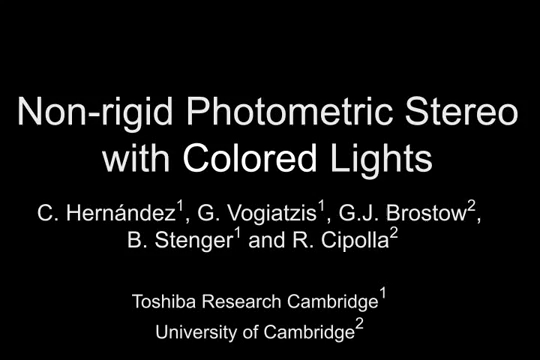 Non-rigid Photometric Stereo
with Colored Lights
C. Hernández¹, G. Vogiatzis¹, G.J. Brostow²,
B. Stenger¹ and R. Cipolla²
Toshiba Research Cambridge¹
University of Cambridge²